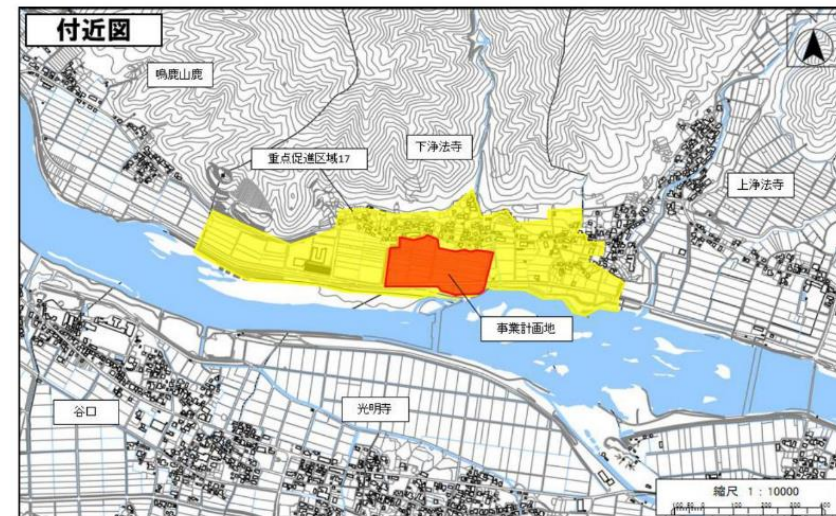 付近図
鳴鹿山鹿
下浄法寺
重点促進区域17
上浄法寺
事業計画地
谷口
光明寺
縮尺 1：10000